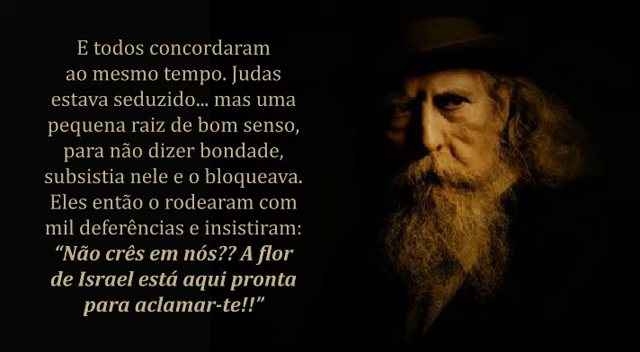 E todos concordaram
ao mesmo tempo. Judas
estava seduzido... mas uma
pequena raiz de bom senso,
para não dizer bondade,
subsistia nele e o bloqueava.
Eles então o rodearam com
mil deferências e insistiram:
“Não crês em nós?? A flor
de Israel está aqui pronta
para aclamar-te!!”